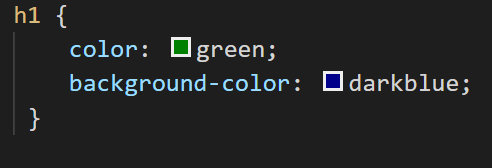 h1 {
color: green;
background-color: darkblue;
}